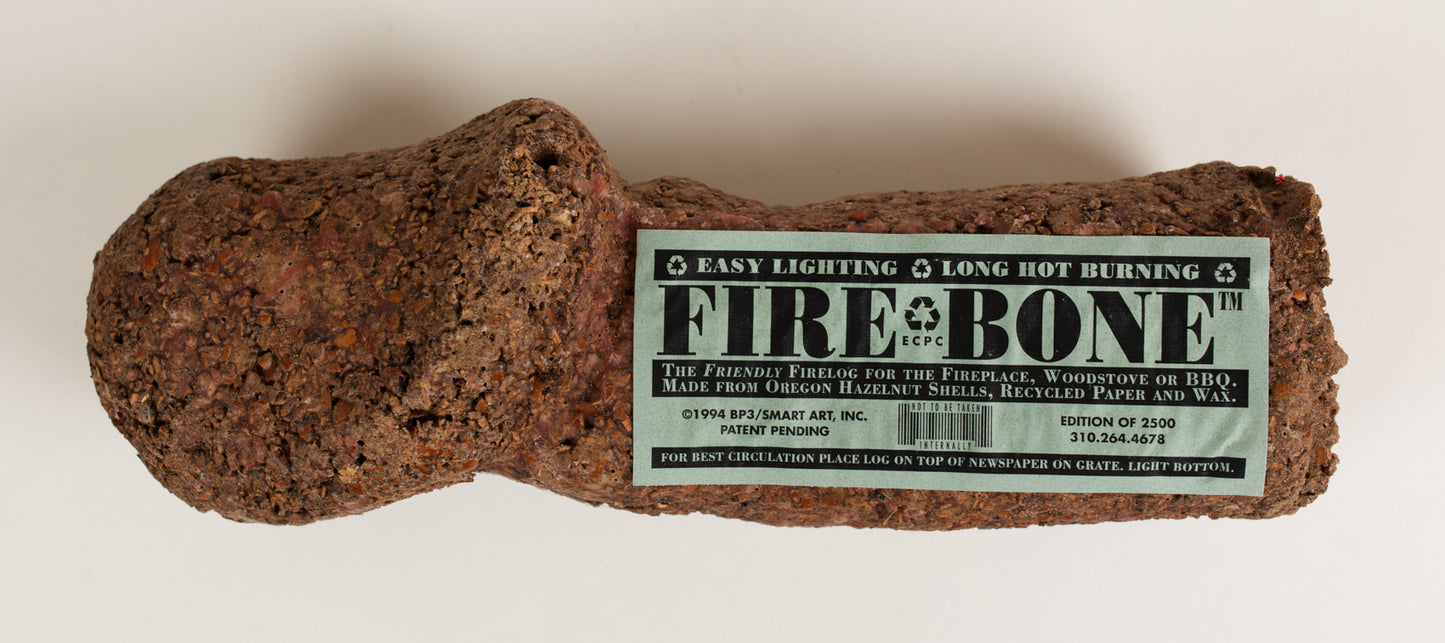 EASY LIGHTING LONG HOT BURNING
FIRE BONE™
ECPC
THE FRIENDLY FIRELOG FOR THE FIREPLACE, WOODSTOVE OR BBQ.
MADE FROM OREGON HAZELNUT SHELLS, RECYCLED PAPER AND WAX.
©1994 BP3/SMART ART, INC.
PATENT PENDING
NOT TO BE TAKEN
INTERNALLY
EDITION OF 2500
310.264.4678
FOR BEST CIRCULATION PLACE LOG ON TOP OF NEWSPAPER ON GRATE. LIGHT BOTTOM.